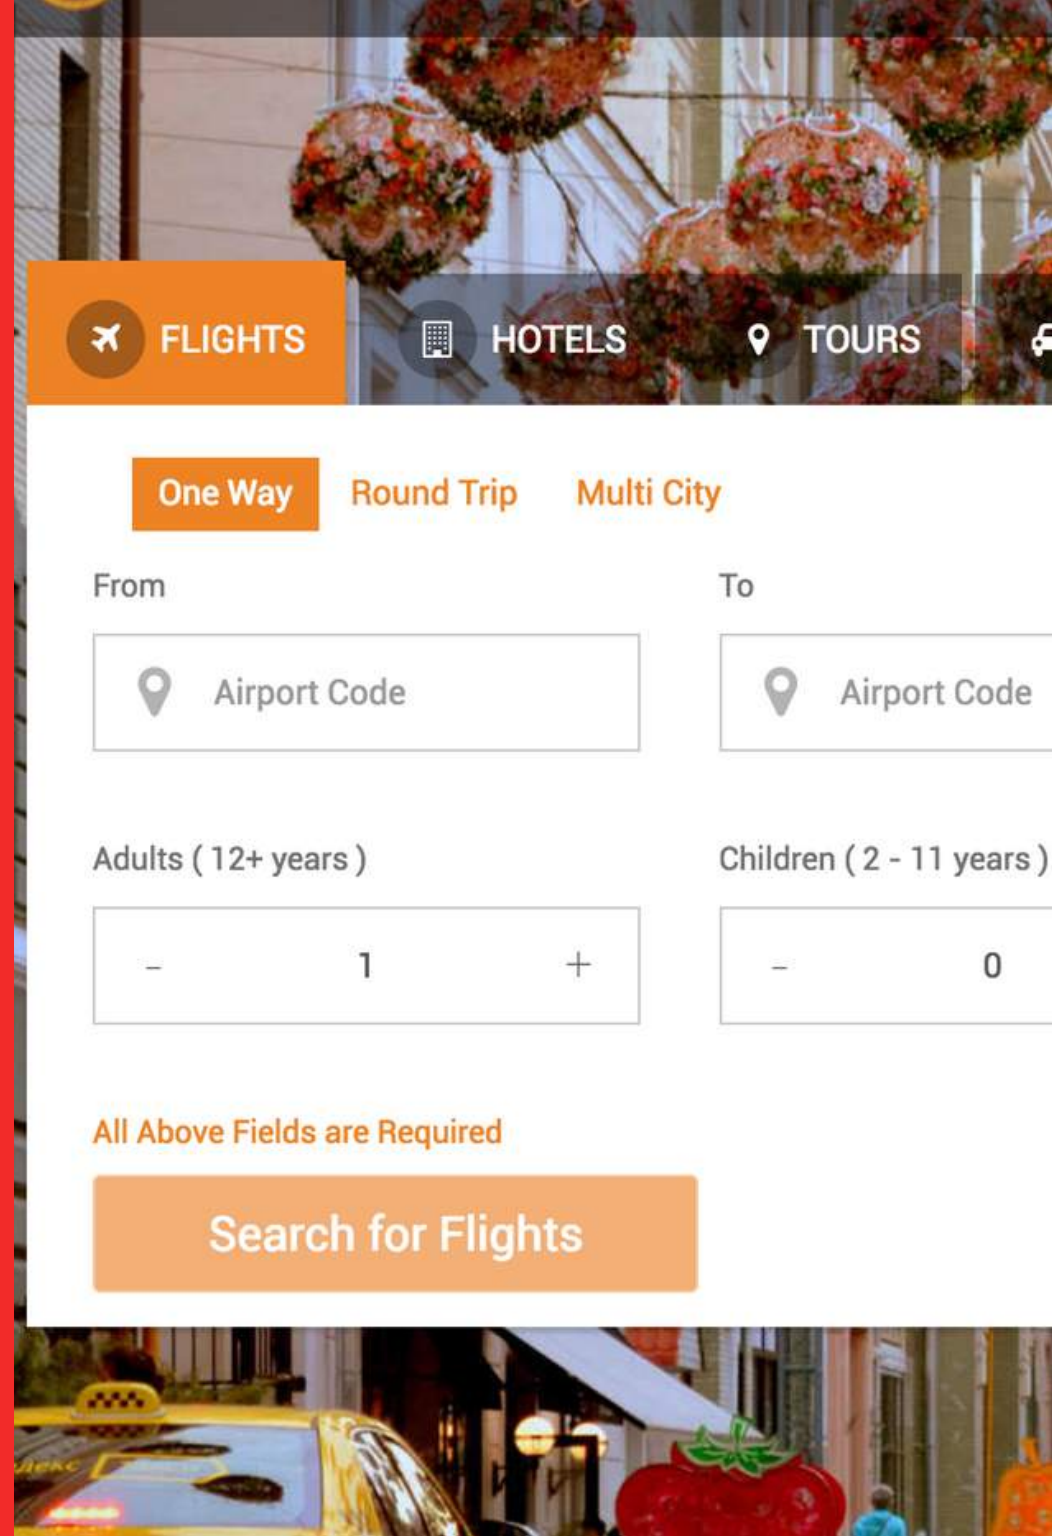 FLIGHTS HOTELS TOURS
One Way Round Trip Multi City
From To
Airport Code Airport Code
Adults ( 12+ years ) Children ( 2 - 11 years )
- 1 + - 0
All Above Fields are Required
Search for Flights